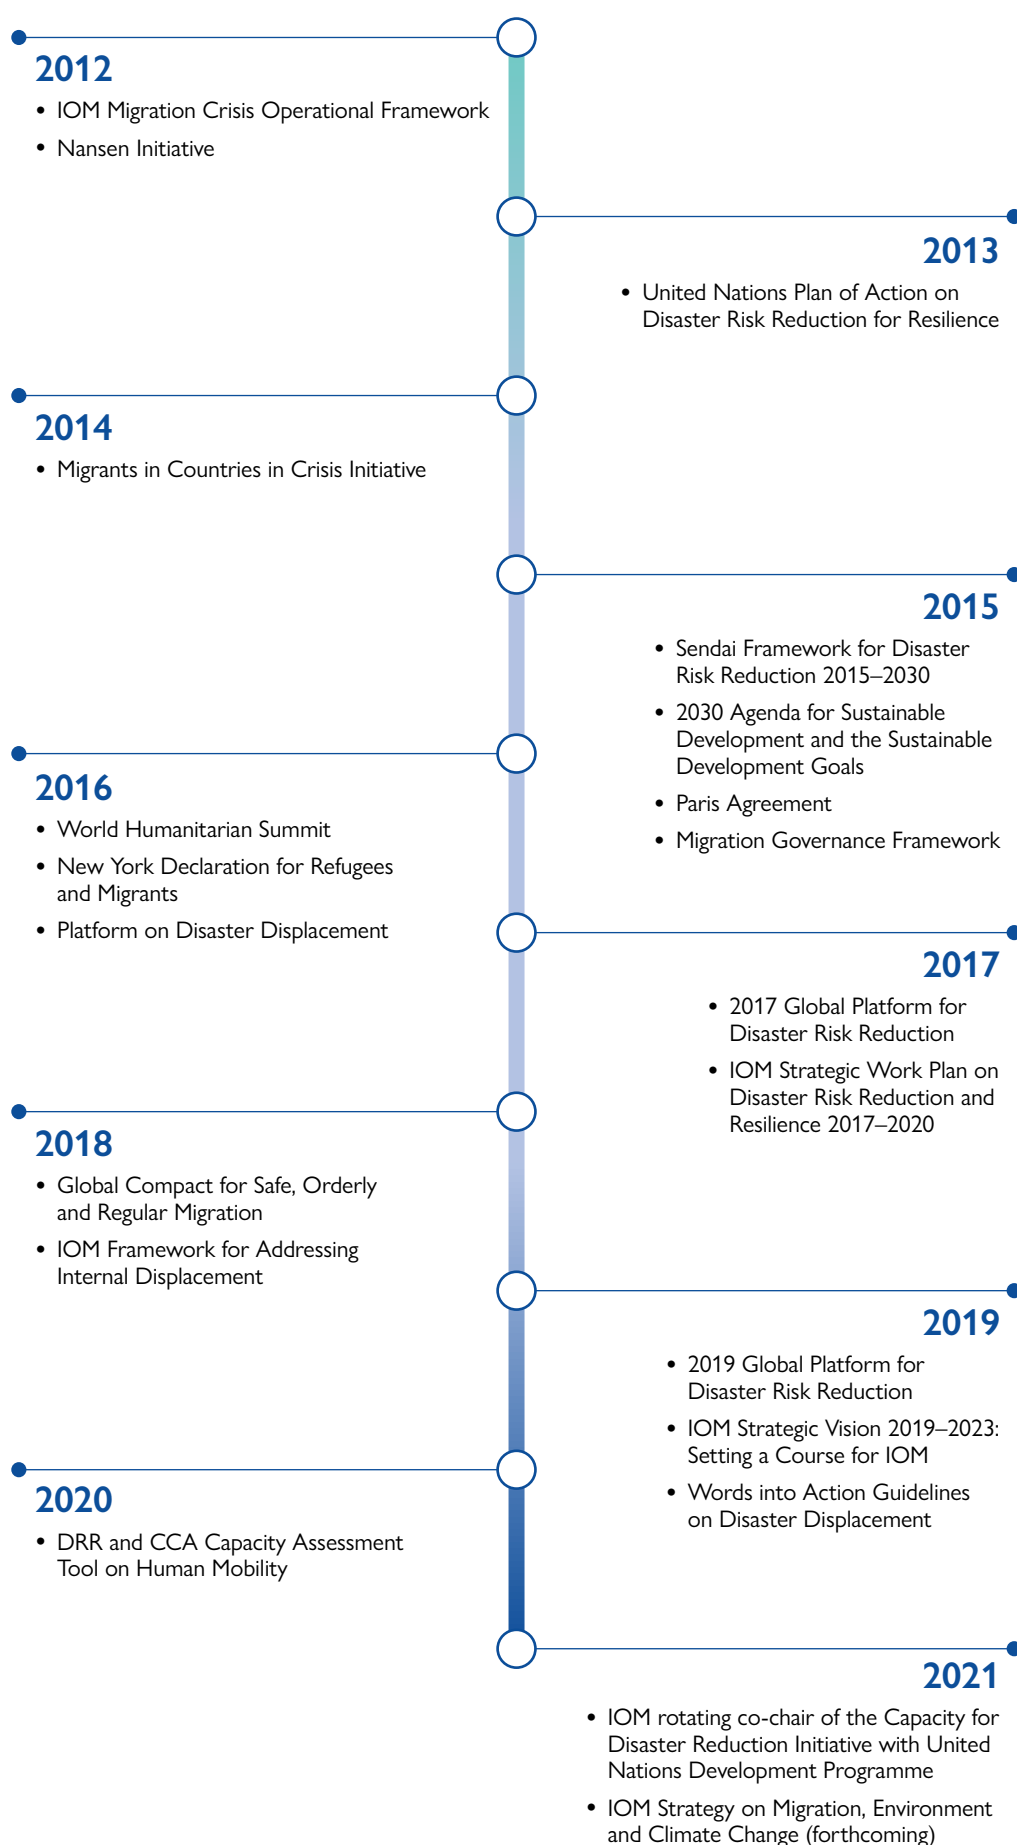 2012
• IOM Migration Crisis Operational Framework
• Nansen Initiative
2013
• United Nations Plan of Action on
Disaster Risk Reduction for Resilience
2014
• Migrants in Countries in Crisis Initiative
2015
• Sendai Framework for Disaster
Risk Reduction 2015–2030
• 2030 Agenda for Sustainable
Development and the Sustainable
Development Goals
• Paris Agreement
• Migration Governance Framework
2016
• World Humanitarian Summit
• New York Declaration for Refugees
and Migrants
• Platform on Disaster Displacement
2017
• 2017 Global Platform for
Disaster Risk Reduction
• IOM Strategic Work Plan on
Disaster Risk Reduction and
Resilience 2017–2020
2018
• Global Compact for Safe, Orderly
and Regular Migration
• IOM Framework for Addressing
Internal Displacement
2019
• 2019 Global Platform for
Disaster Risk Reduction
• IOM Strategic Vision 2019–2023:
Setting a Course for IOM
• Words into Action Guidelines
on Disaster Displacement
2020
• DRR and CCA Capacity Assessment
Tool on Human Mobility
2021
• IOM rotating co-chair of the Capacity for
Disaster Reduction Initiative with United
Nations Development Programme
• IOM Strategy on Migration, Environment
and Climate Change (forthcoming)